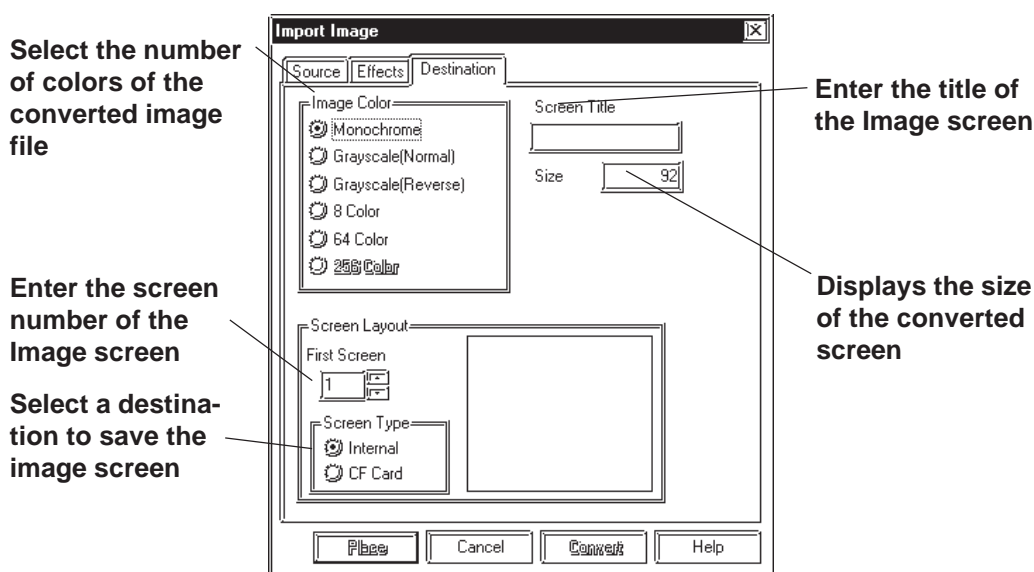 Import Image
Source Effects Destination
Select the number
of colors of the
converted image
file
Image Color
Monochrome
Grayscale(Normal)
Grayscale(Reverse)
8 Color
64 Color
256 Color
Screen Title
Size 92
Enter the title of
the Image screen
Displays the size
of the converted
screen
Enter the screen
number of the
Image screen
Screen Layout
First Screen
1
Select a destina-
tion to save the
image screen
Screen Type
Internal
CF Card
Place Cancel Convert Help